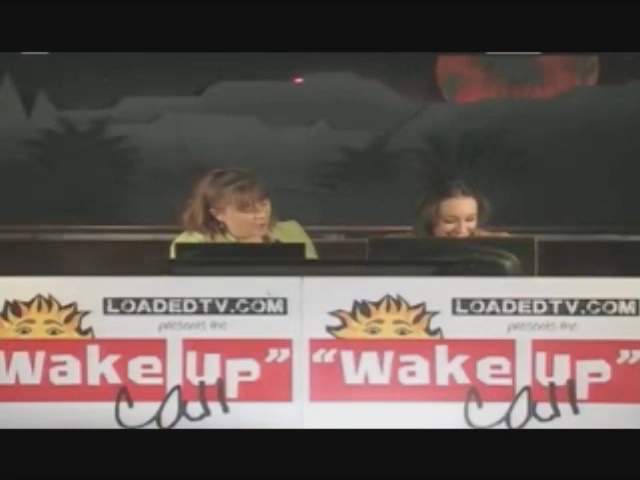 LOADEDTV.COM
presents the
Wake Up”
Call
LOADEDTV.COM
presents the
“Wake Up”
Call